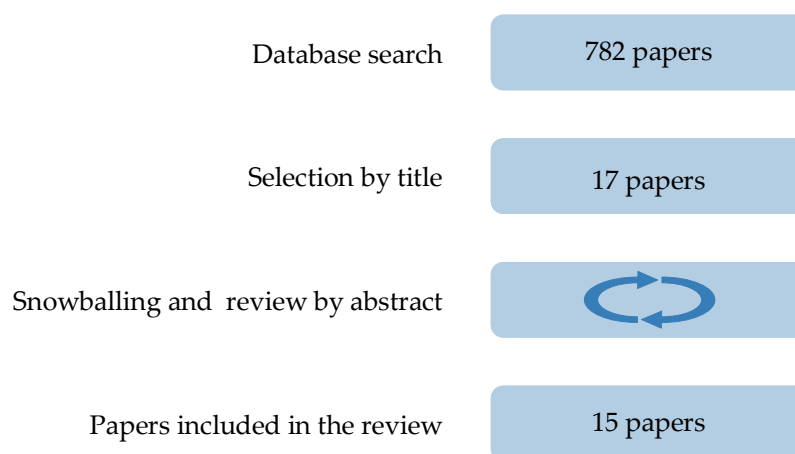 Database search
782 papers
Selection by title
17 papers
Snowballing and review by abstract
Papers included in the review
15 papers